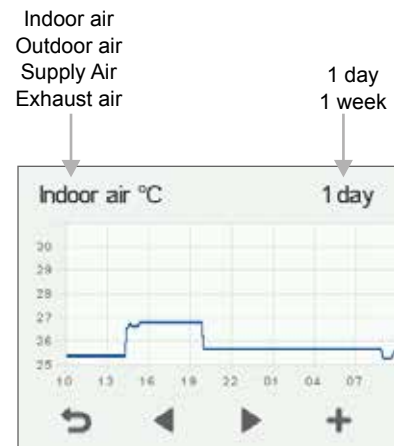 Indoor air
Outdoor air
Supply Air
Exhaust air
1 day
1 week
Indoor air °C
1 day
30
29
28
27
26
25
10 13 16 19 22 01 04 07